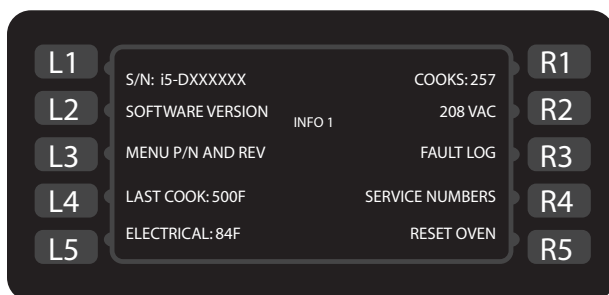 L1 S/N: i5-DXXXXXX COOKS: 257 R1
L2 SOFTWARE VERSION 208 VAC R2
INFO 1
L3 MENU P/N AND REV FAULT LOG R3
L4 LAST COOK: 500F SERVICE NUMBERS R4
L5 ELECTRICAL: 84F RESET OVEN R5